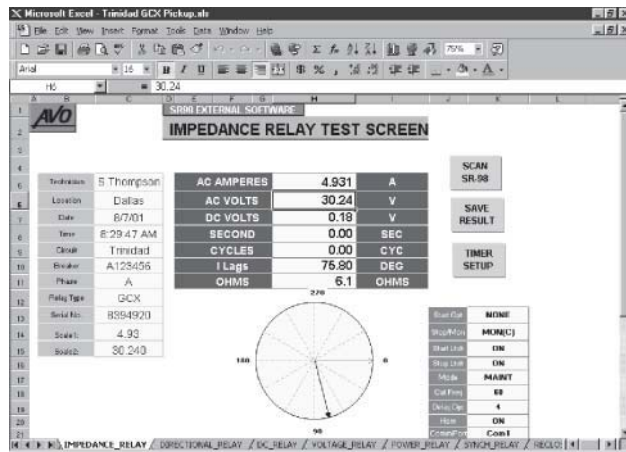 Microsoft Excel - Trinidad GCX Pickup.xls
File Edit View Insert Format Tools Data Window Help
75%
Arial 16 B I U $ % ,
H6 = 30.24
A B C D E F G H I J K L
AVO
SR98 EXTERNAL SOFTWARE
IMPEDANCE RELAY TEST SCREEN
Technician S Thompson
Location Dallas
Date 8/7/01
Time 8:29:47 AM
Circuit Trinidad
Breaker A123456
Phase A
Relay Type GCX
Serial No. 8394920
Scale1: 4.93
Scale2: 30.240
AC AMPERES 4.931 A
AC VOLTS 30.24 V
DC VOLTS 0.18 V
SECOND 0.00 SEC
CYCLES 0.00 CYC
I Lags 75.80 DEG
OHMS 6.1 OHMS
SCAN
SR-98
SAVE
RESULT
TIMER
SETUP
270
180
0
90
Start Opt NONE
Stop/Mon MON(C)
Start Unit ON
Stop Unit ON
Mode MAINT
Cal Freq 60
Delay Opt 4
Horn ON
CommPort Com1
IMPEDANCE_RELAY / DIRECTIONAL_RELAY / DC_RELAY / VOLTAGE_RELAY / POWER_RELAY / SYNCH_RELAY / RECLOS